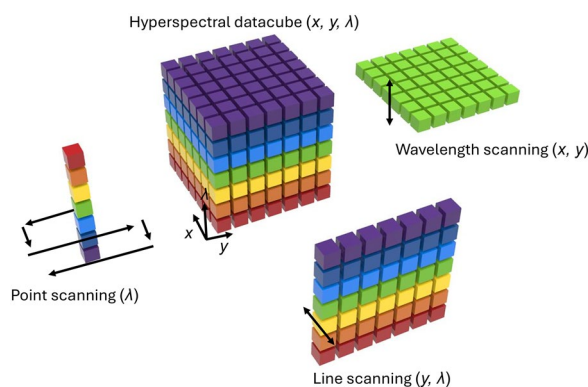 Hyperspectral datacube (x, y, λ)
Wavelength scanning (x, y)
λ
x
y
Point scanning (λ)
Line scanning (y, λ)